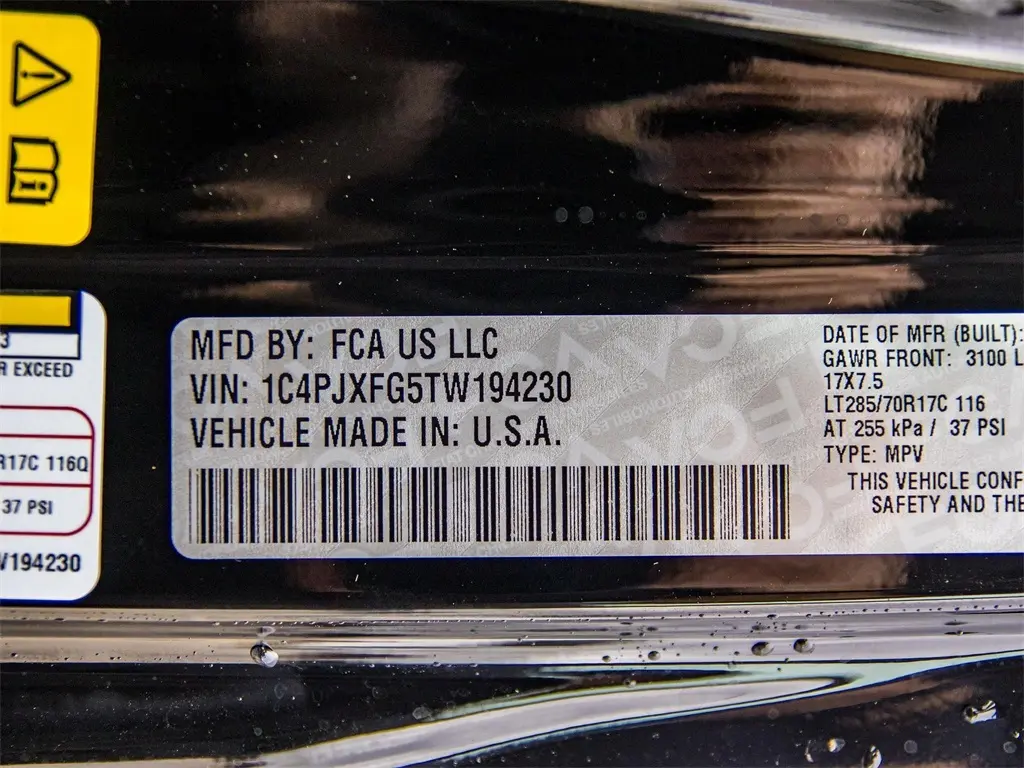 3
R EXCEED
R17C 116Q
37 PSI
W194230
MFD BY: FCA US LLC
VIN: 1C4PJXFG5TW194230
VEHICLE MADE IN: U.S.A.
DATE OF MFR (BUILT):
GAWR FRONT: 3100 L
17X7.5
LT285/70R17C 116
AT 255 kPa / 37 PSI
TYPE: MPV
THIS VEHICLE CONF
SAFETY AND THE